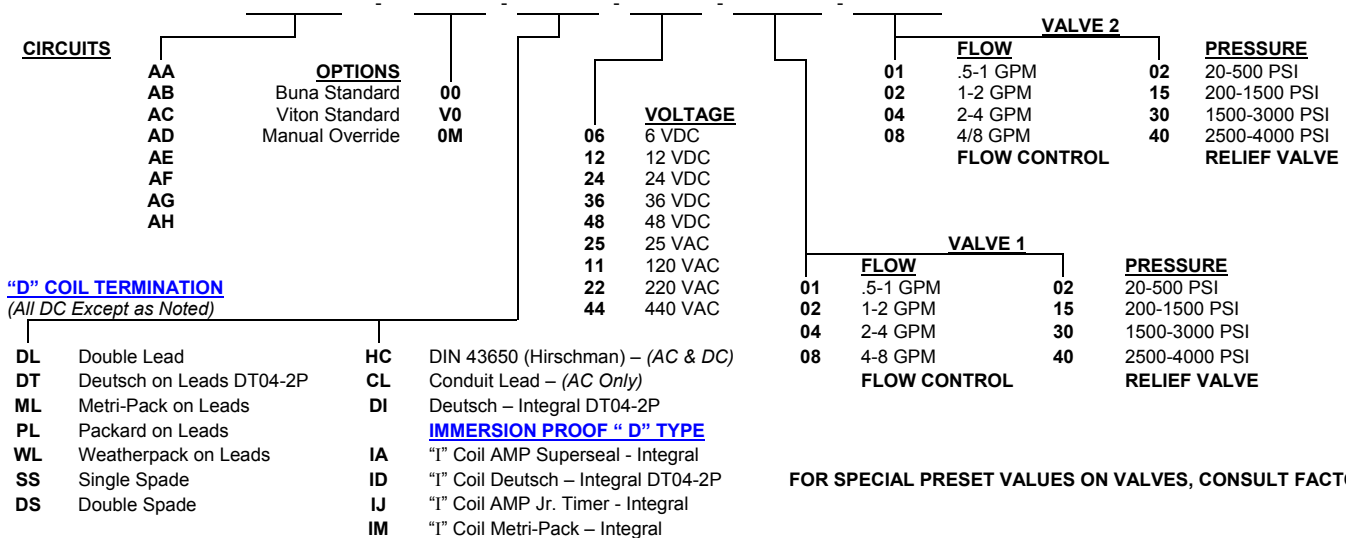 - - - - -
CIRCUITS
AA
AB
AC
AD
AE
AF
AG
AH
OPTIONS
Buna Standard 00
Viton Standard V0
Manual Override 0M
VOLTAGE
06 6 VDC
12 12 VDC
24 24 VDC
36 36 VDC
48 48 VDC
25 25 VAC
11 120 VAC
22 220 VAC
44 440 VAC
VALVE 2
FLOW PRESSURE
01 .5-1 GPM 02 20-500 PSI
02 1-2 GPM 15 200-1500 PSI
04 2-4 GPM 30 1500-3000 PSI
08 4/8 GPM 40 2500-4000 PSI
FLOW CONTROL RELIEF VALVE
VALVE 1
FLOW PRESSURE
01 .5-1 GPM 02 20-500 PSI
02 1-2 GPM 15 200-1500 PSI
04 2-4 GPM 30 1500-3000 PSI
08 4-8 GPM 40 2500-4000 PSI
FLOW CONTROL RELIEF VALVE
"D" COIL TERMINATION
(All DC Except as Noted)
DL Double Lead
DT Deutsch on Leads DT04-2P
ML Metri-Pack on Leads
PL Packard on Leads
WL Weatherpack on Leads
SS Single Spade
DS Double Spade
HC DIN 43650 (Hirschman) – (AC & DC)
CL Conduit Lead – (AC Only)
DI Deutsch – Integral DT04-2P
IMMERSION PROOF " D" TYPE
IA "I" Coil AMP Superseal - Integral
ID "I" Coil Deutsch – Integral DT04-2P
IJ "I" Coil AMP Jr. Timer - Integral
IM "I" Coil Metri-Pack – Integral
FOR SPECIAL PRESET VALUES ON VALVES, CONSULT